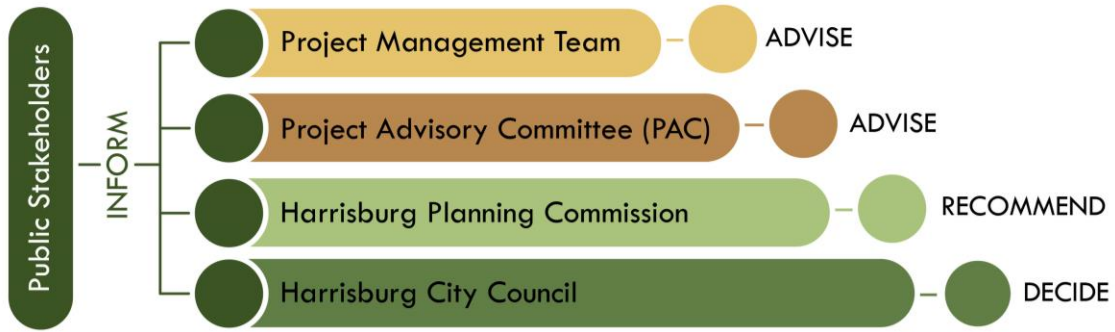 Public Stakeholders
INFORM
Project Management Team
ADVISE
Project Advisory Committee (PAC)
ADVISE
Harrisburg Planning Commission
RECOMMEND
Harrisburg City Council
DECIDE